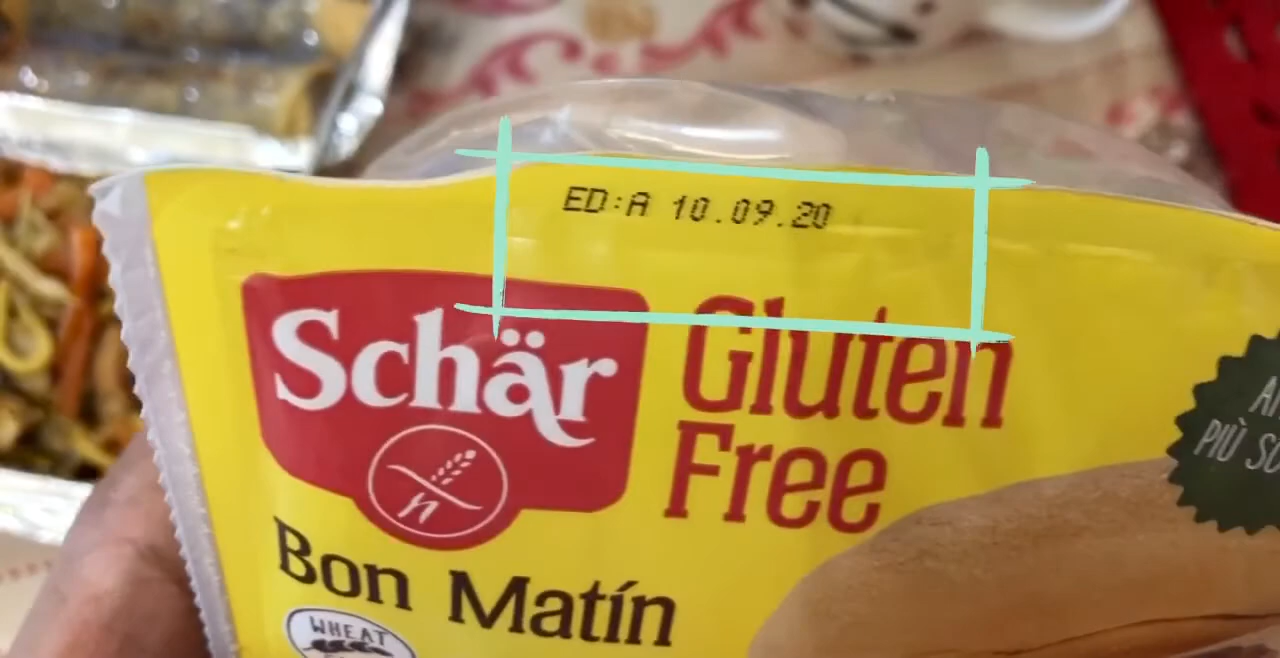 ED:A 10.09.20
Schär
Gluten
Free
Bon Matín
WHEAT
PIÙ